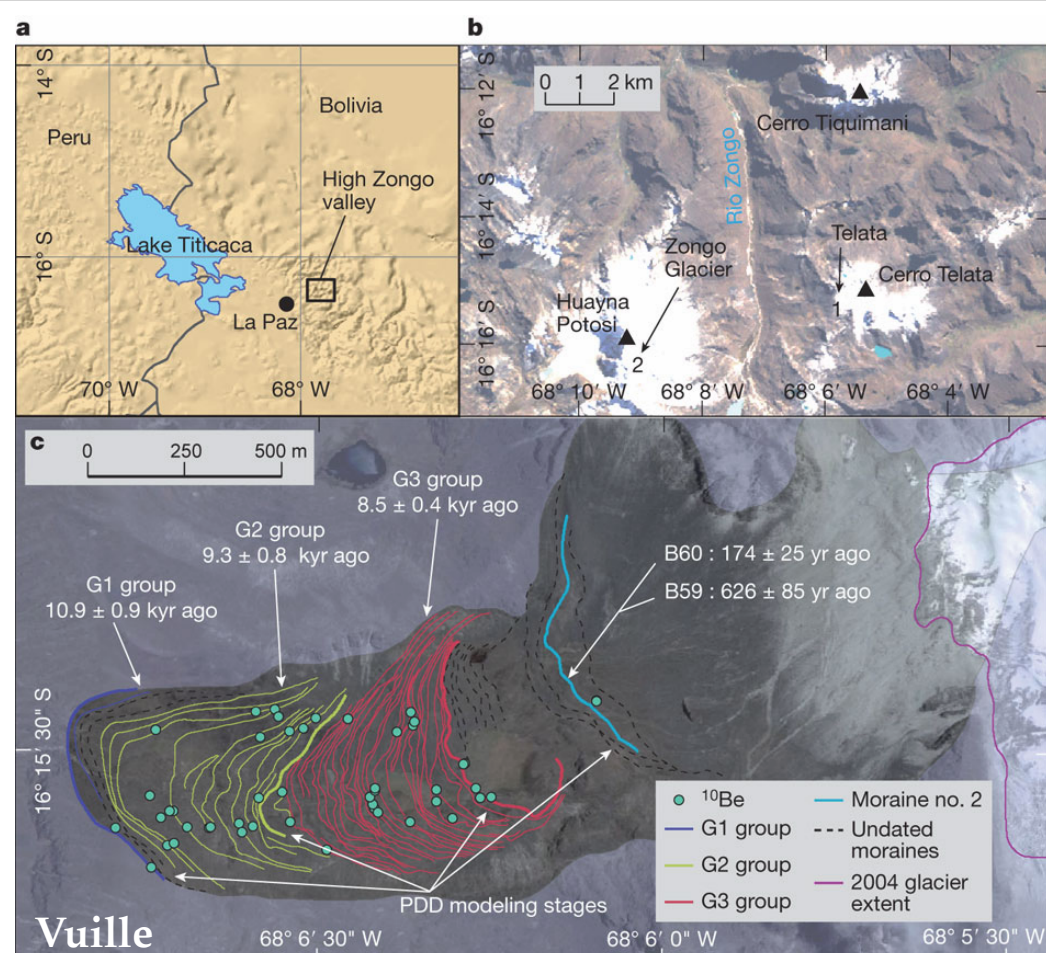 a
14° S
Peru
Bolivia
High Zongo
valley
16° S
Lake Titicaca
La Paz
70° W
68° W
b
0 1 2 km
16° 12′ S
Cerro Tiquimani
Rio Zongo
16° 14′ S
Zongo
Glacier
Telata
Cerro Telata
1
Huayna
Potosi
2
16° 16′ S
68° 10′ W
68° 8′ W
68° 6′ W
68° 4′ W
c
0 250 500 m
G3 group
8.5 ± 0.4 kyr ago
G2 group
9.3 ± 0.8 kyr ago
G1 group
10.9 ± 0.9 kyr ago
B60 : 174 ± 25 yr ago
B59 : 626 ± 85 yr ago
16° 15′ 30″ S
PDD modeling stages
¹⁰Be
G1 group
G2 group
G3 group
Moraine no. 2
Undated
moraines
2004 glacier
extent
Vuille
68° 6′ 30" W
68° 6′ 0" W
68° 5′ 30" W